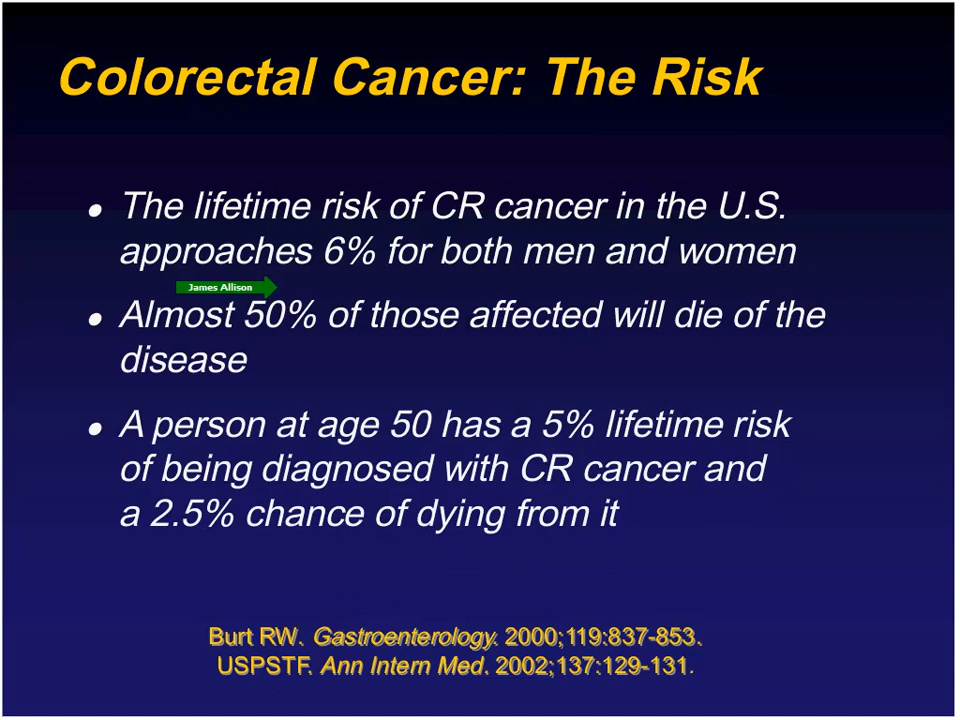 Colorectal Cancer: The Risk
● The lifetime risk of CR cancer in the U.S.
approaches 6% for both men and women
James Allison
● Almost 50% of those affected will die of the
disease
● A person at age 50 has a 5% lifetime risk
of being diagnosed with CR cancer and
a 2.5% chance of dying from it
Burt RW. Gastroenterology. 2000;119:837-853.
USPSTF. Ann Intern Med. 2002;137:129-131.